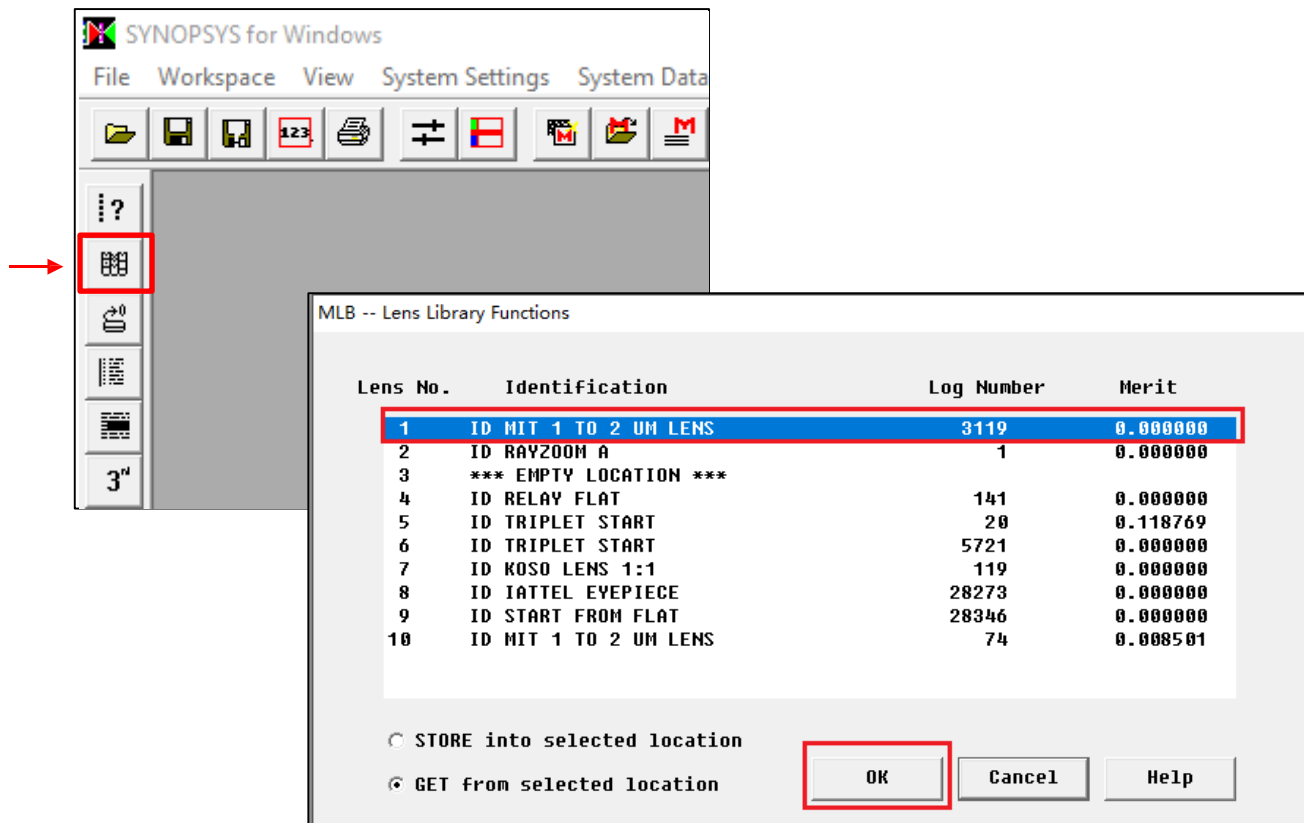 SYNOPSYS for Windows
File Workspace View System Settings System Data
123
M M M
?
0
3rd
MLB -- Lens Library Functions
Lens No. Identification Log Number Merit
1 ID MIT 1 TO 2 UM LENS 3119 0.000000
2 ID RAYZOOM A 1 0.000000
3 *** EMPTY LOCATION ***
4 ID RELAY FLAT 141 0.000000
5 ID TRIPLET START 20 0.118769
6 ID TRIPLET START 5721 0.000000
7 ID KOSO LENS 1:1 119 0.000000
8 ID IATTEL EYEPIECE 28273 0.000000
9 ID START FROM FLAT 28346 0.000000
10 ID MIT 1 TO 2 UM LENS 74 0.008501
STORE into selected location
GET from selected location
OK Cancel Help